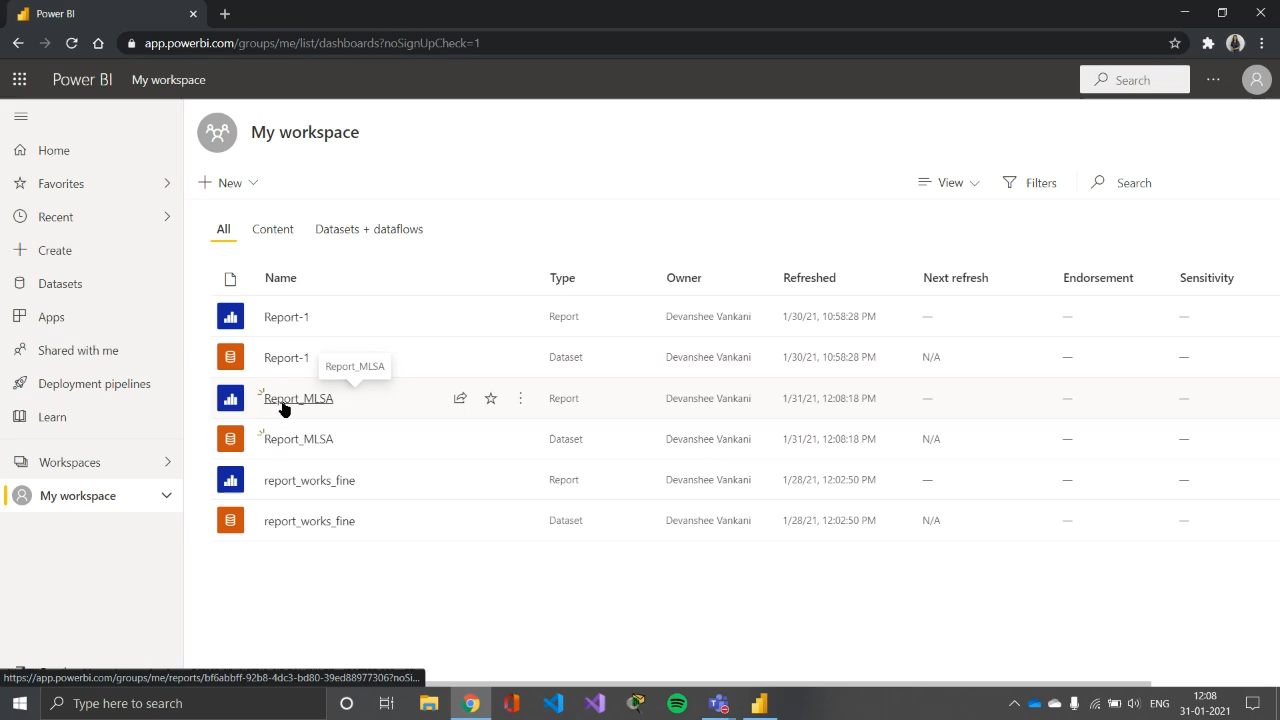 Power BI
app.powerbi.com/groups/me/list/dashboards?noSignUpCheck=1
Power BI My workspace Search
My workspace
Home
Favorites
Recent
Create
Datasets
Apps
Shared with me
Deployment pipelines
Learn
Workspaces
My workspace
New View Filters Search
All Content Datasets + dataflows
Name Type Owner Refreshed Next refresh Endorsement Sensitivity
Report-1 Report Devanshee Vankani 1/30/21, 10:58:28 PM — — —
Report-1 Dataset Devanshee Vankani 1/30/21, 10:58:28 PM N/A — —
Report_MLSA
Report_MLSA Report Devanshee Vankani 1/31/21, 12:08:18 PM — — —
Report_MLSA Dataset Devanshee Vankani 1/31/21, 12:08:18 PM N/A — —
report_works_fine Report Devanshee Vankani 1/28/21, 12:02:50 PM — — —
report_works_fine Dataset Devanshee Vankani 1/28/21, 12:02:50 PM N/A — —
https://app.powerbi.com/groups/me/reports/bf6abbff-92b8-4dc3-bd80-39ed88977306?noSi...
Type here to search
ENG
12:08
31-01-2021